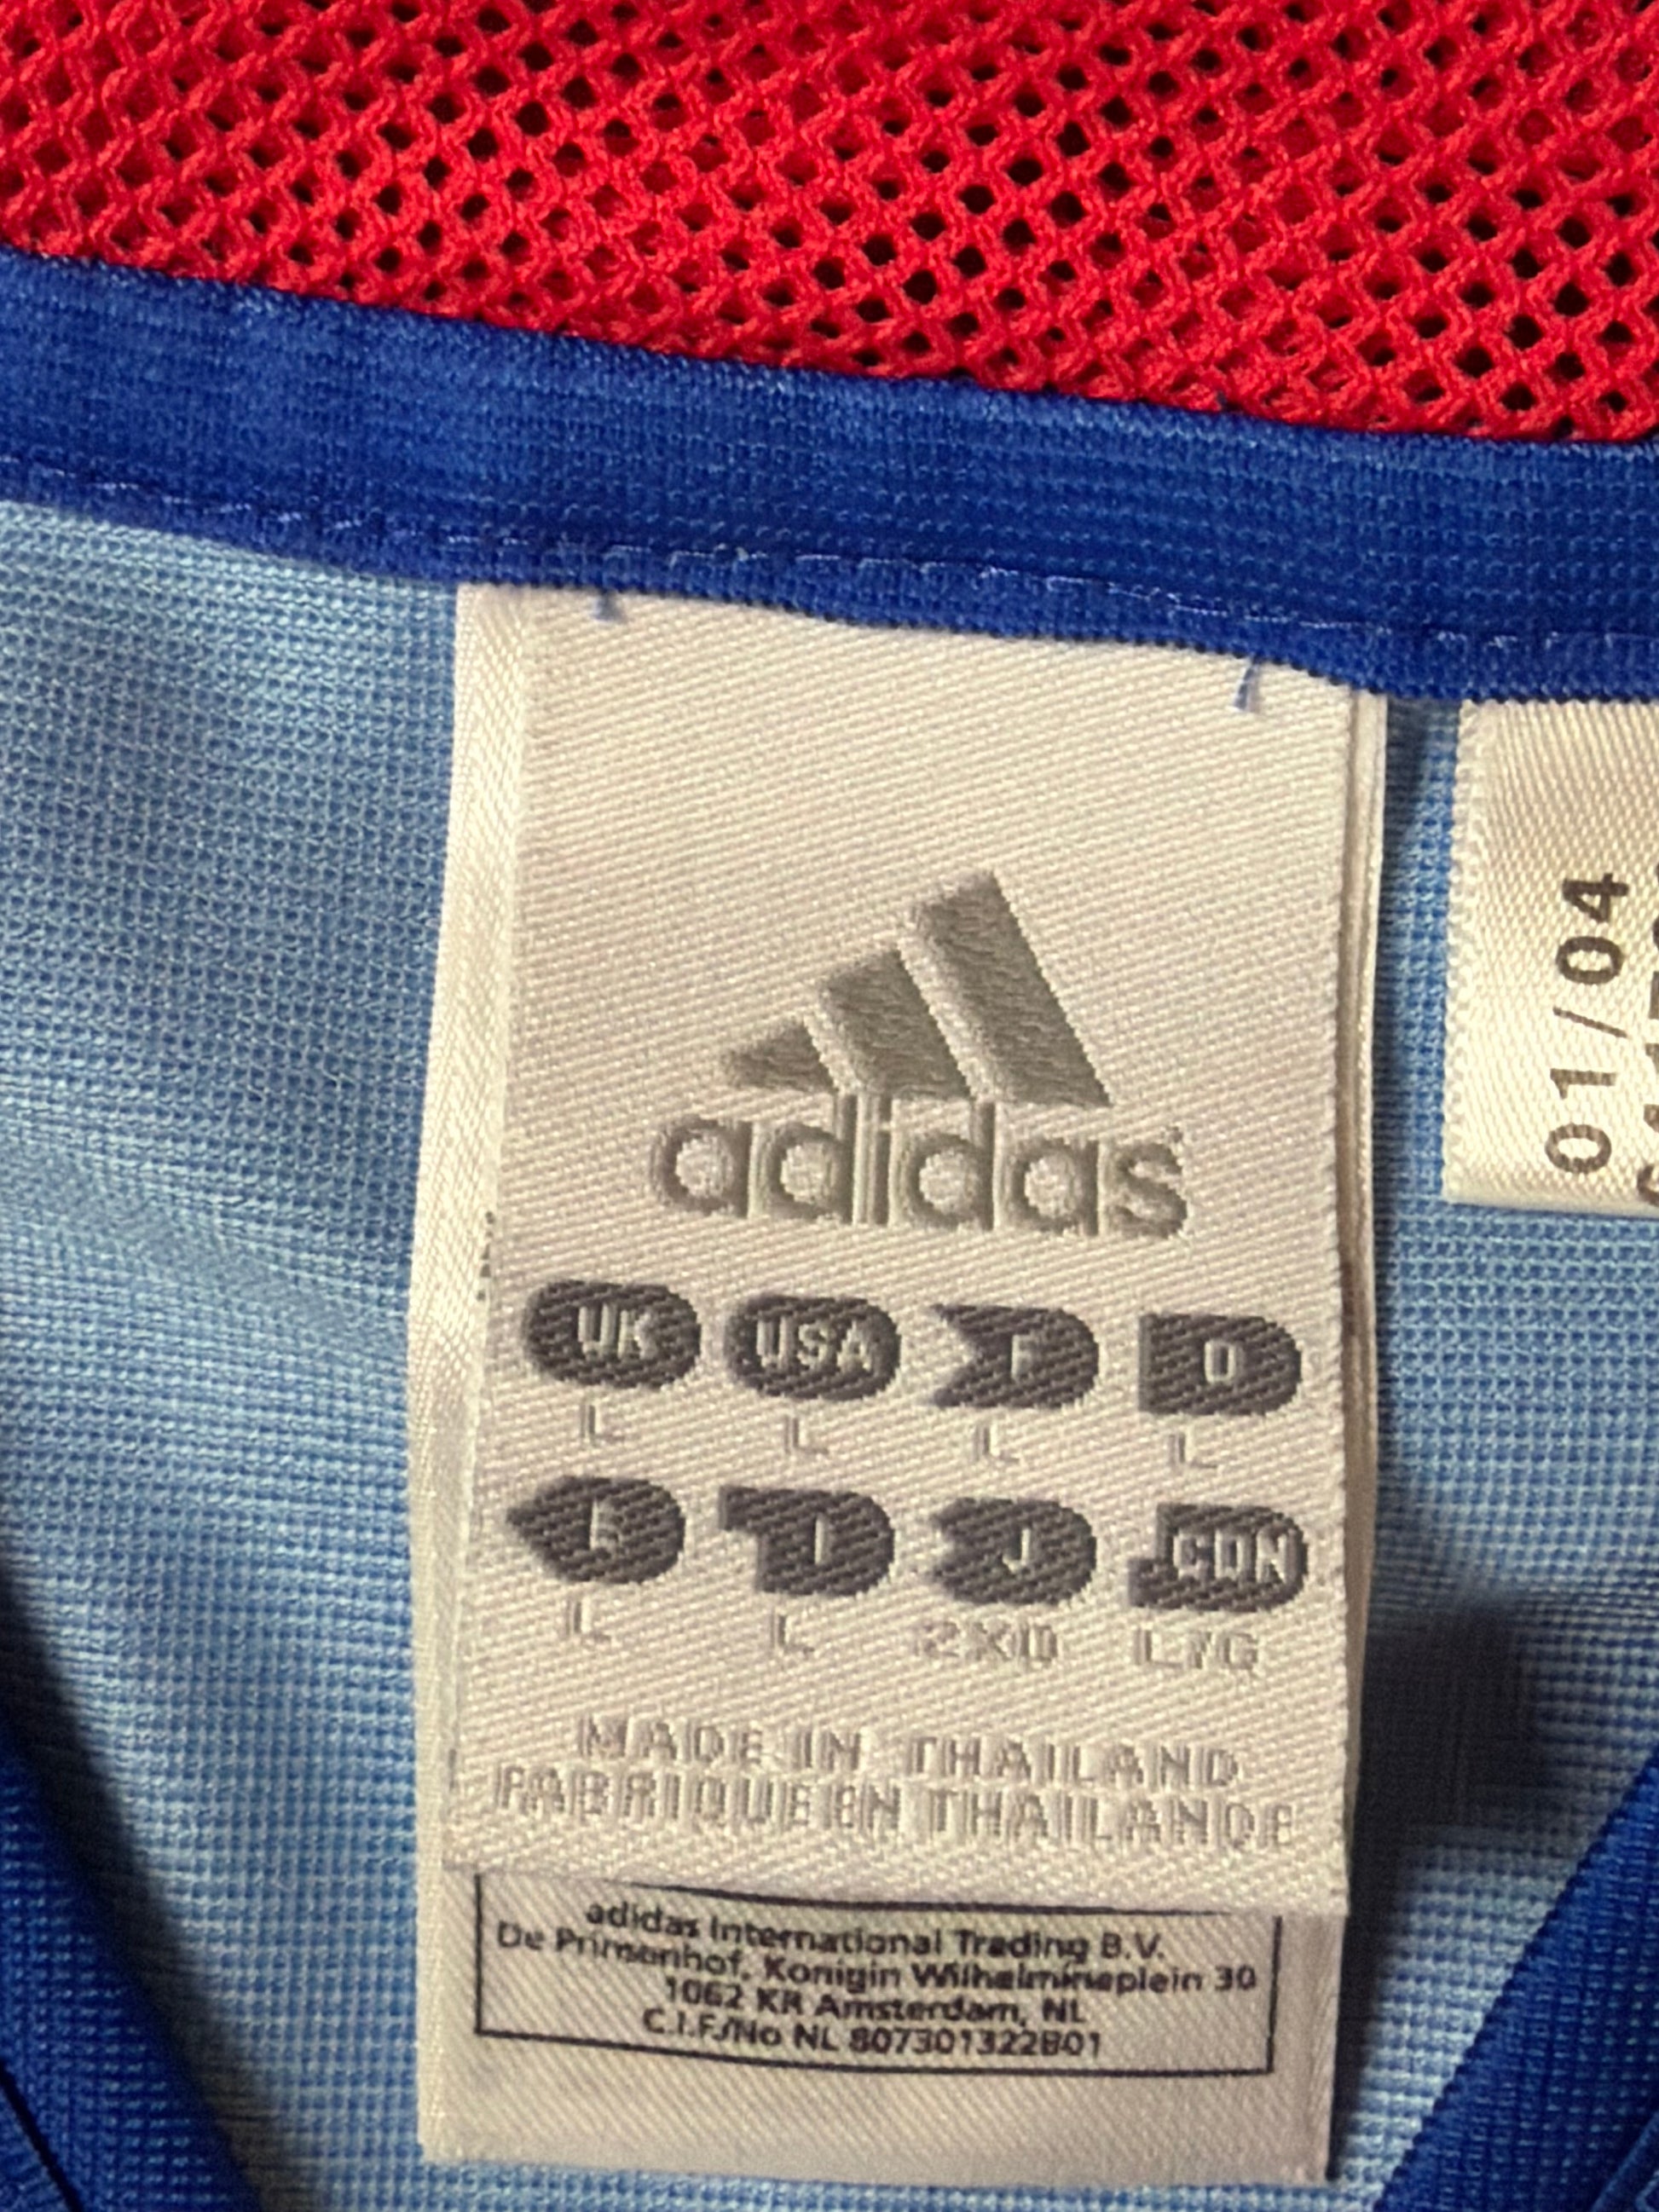 adidas
UK USA F D
L L L L
E I J CDN
L L 2XO L/G
MADE IN THAILAND
FABRIQUE EN THAILANDE
adidas International Trading B.V.
De Primsenhof, Konigin Wilhelminaplein 30
1062 KR Amsterdam, NL
C.I.F./No NL 807301322B01
01/04